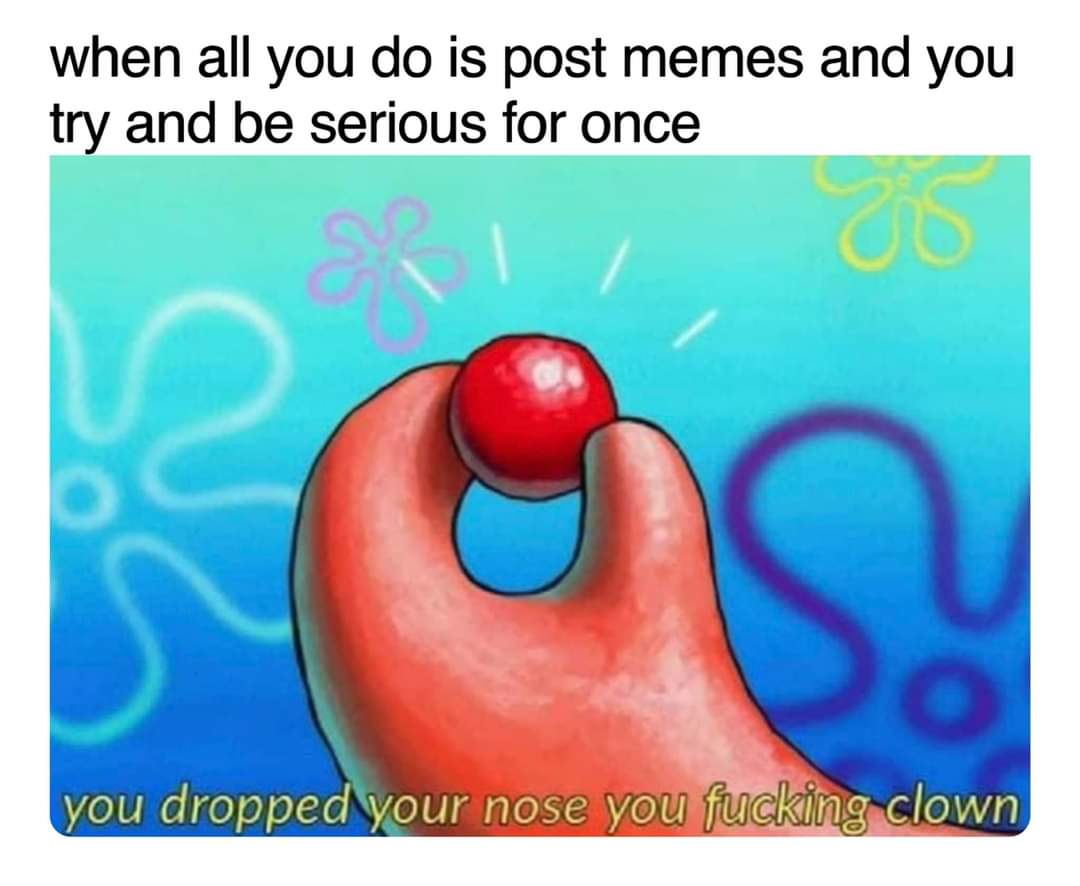 when all you do is post memes and you
try and be serious for once
you dropped your nose you fucking clown